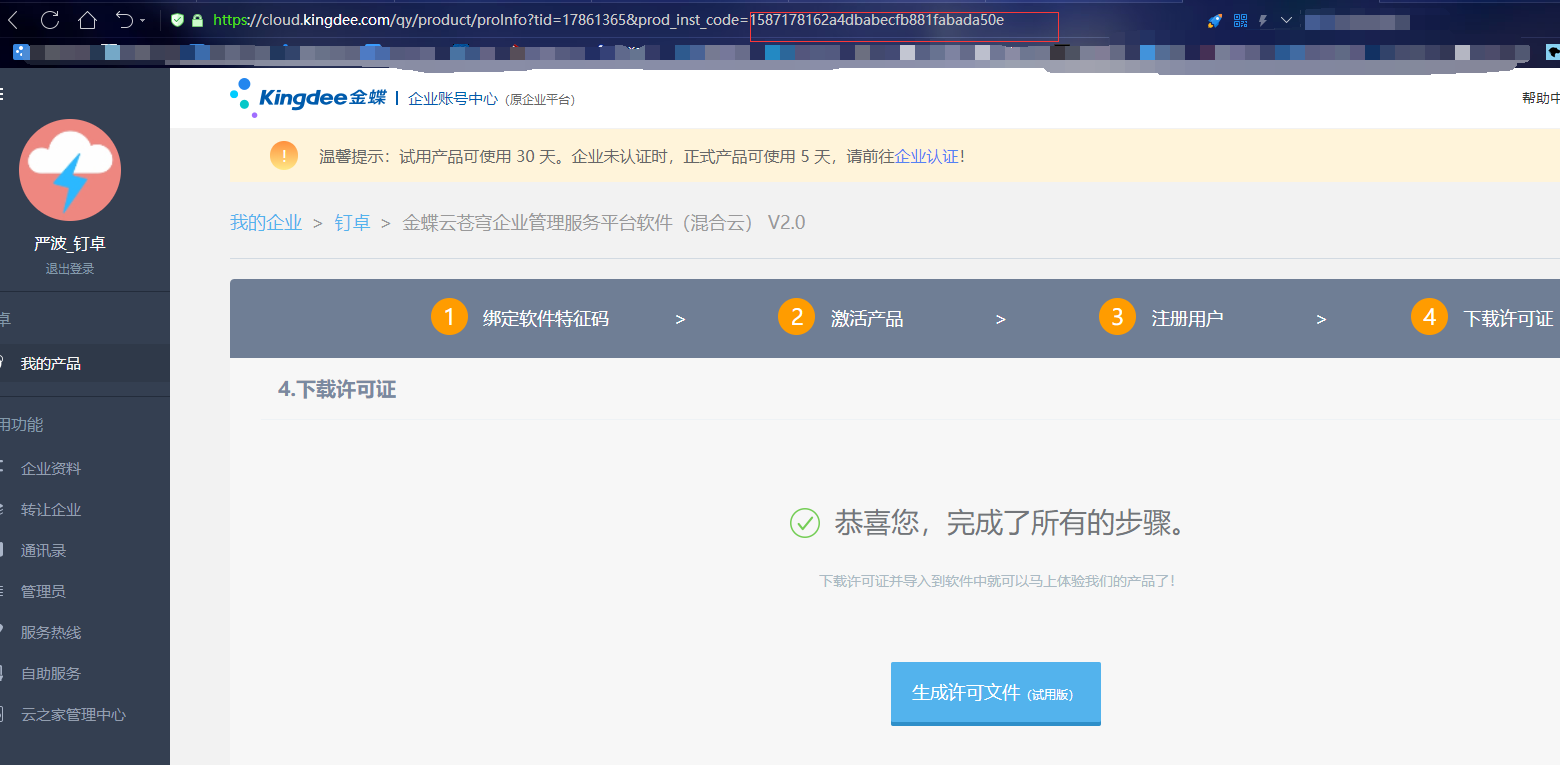 https://cloud.kingdee.com/qy/product/proInfo?tid=17861365&prod_inst_code=1587178162a4dbabecfb881fabada50e
Kingdee金蝶 | 企业账号中心（原企业平台）
帮助中
温馨提示：试用产品可使用 30 天。企业未认证时，正式产品可使用 5 天，请前往企业认证！
严波_钉卓
退出登录
卓
我的产品
用功能
企业资料
转让企业
通讯录
管理员
服务热线
自助服务
云之家管理中心
我的企业 > 钉卓 > 金蝶云苍穹企业管理服务平台软件（混合云） V2.0
1 绑定软件特征码 > 2 激活产品 > 3 注册用户 > 4 下载许可证
4.下载许可证
恭喜您，完成了所有的步骤。
下载许可证并导入到软件中就可以马上体验我们的产品了！
生成许可文件（试用版）